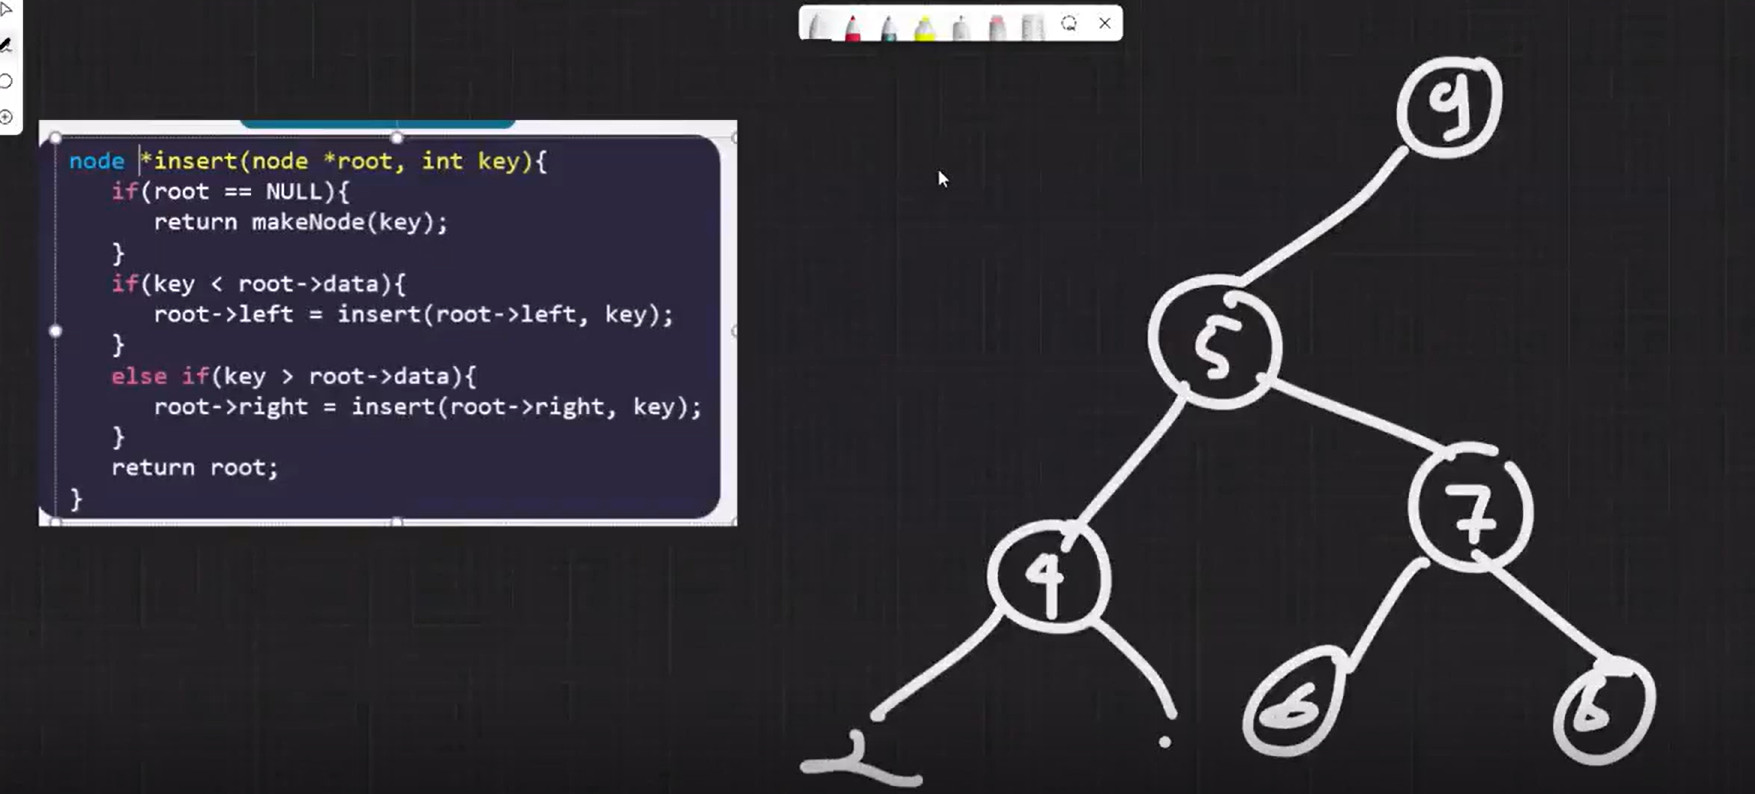 node *insert(node *root, int key){
if(root == NULL){
return makeNode(key);
}
if(key < root->data){
root->left = insert(root->left, key);
}
else if(key > root->data){
root->right = insert(root->right, key);
}
return root;
}
9
5
4
7
6